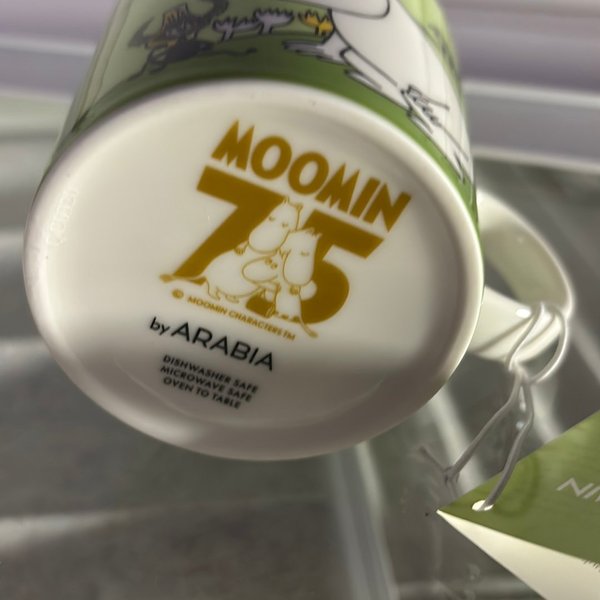 MOOMIN
75
© MOOMIN CHARACTERS™
by ARABIA
DISHWASHER SAFE
MICROWAVE SAFE
OVEN TO TABLE